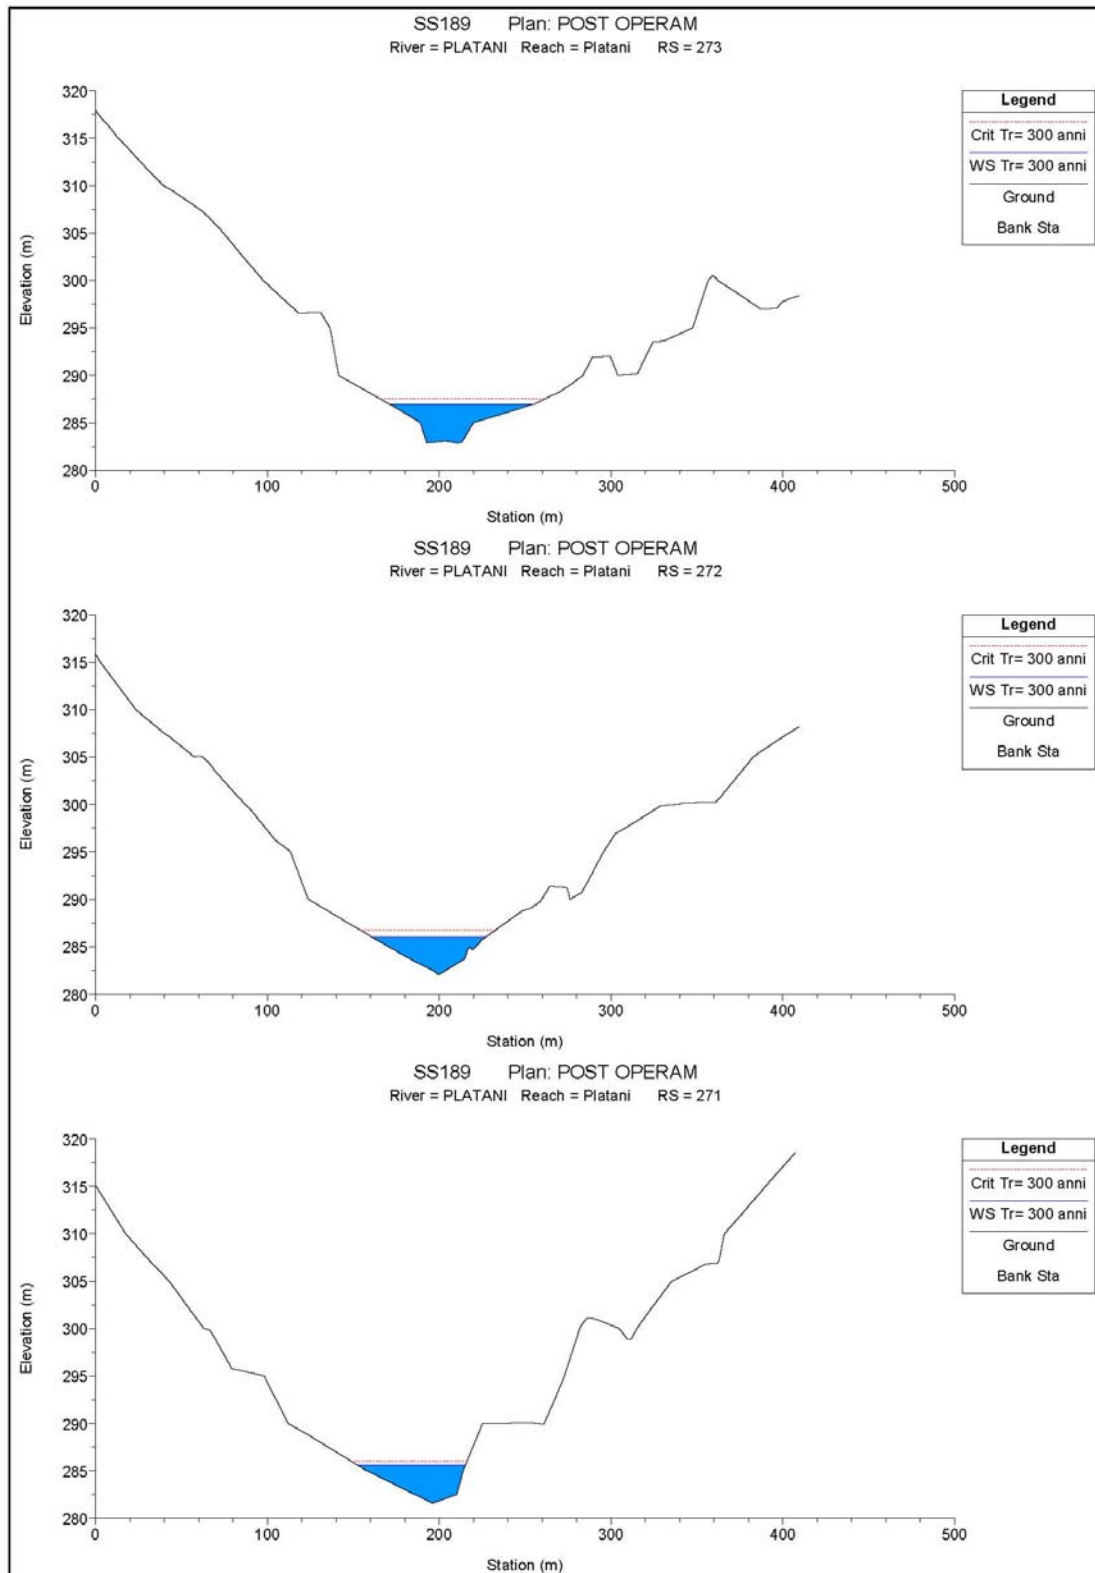 SS189 Plan: POST OPERAM
River = PLATANI Reach = Platani RS = 273
320
315
310
305
300
295
290
285
280
Elevation (m)
0 100 200 300 400 500
Station (m)
Legend
Crit Tr= 300 anni
WS Tr= 300 anni
Ground
Bank Sta
SS189 Plan: POST OPERAM
River = PLATANI Reach = Platani RS = 272
320
315
310
305
300
295
290
285
280
Elevation (m)
0 100 200 300 400 500
Station (m)
Legend
Crit Tr= 300 anni
WS Tr= 300 anni
Ground
Bank Sta
SS189 Plan: POST OPERAM
River = PLATANI Reach = Platani RS = 271
320
315
310
305
300
295
290
285
280
Elevation (m)
0 100 200 300 400 500
Station (m)
Legend
Crit Tr= 300 anni
WS Tr= 300 anni
Ground
Bank Sta